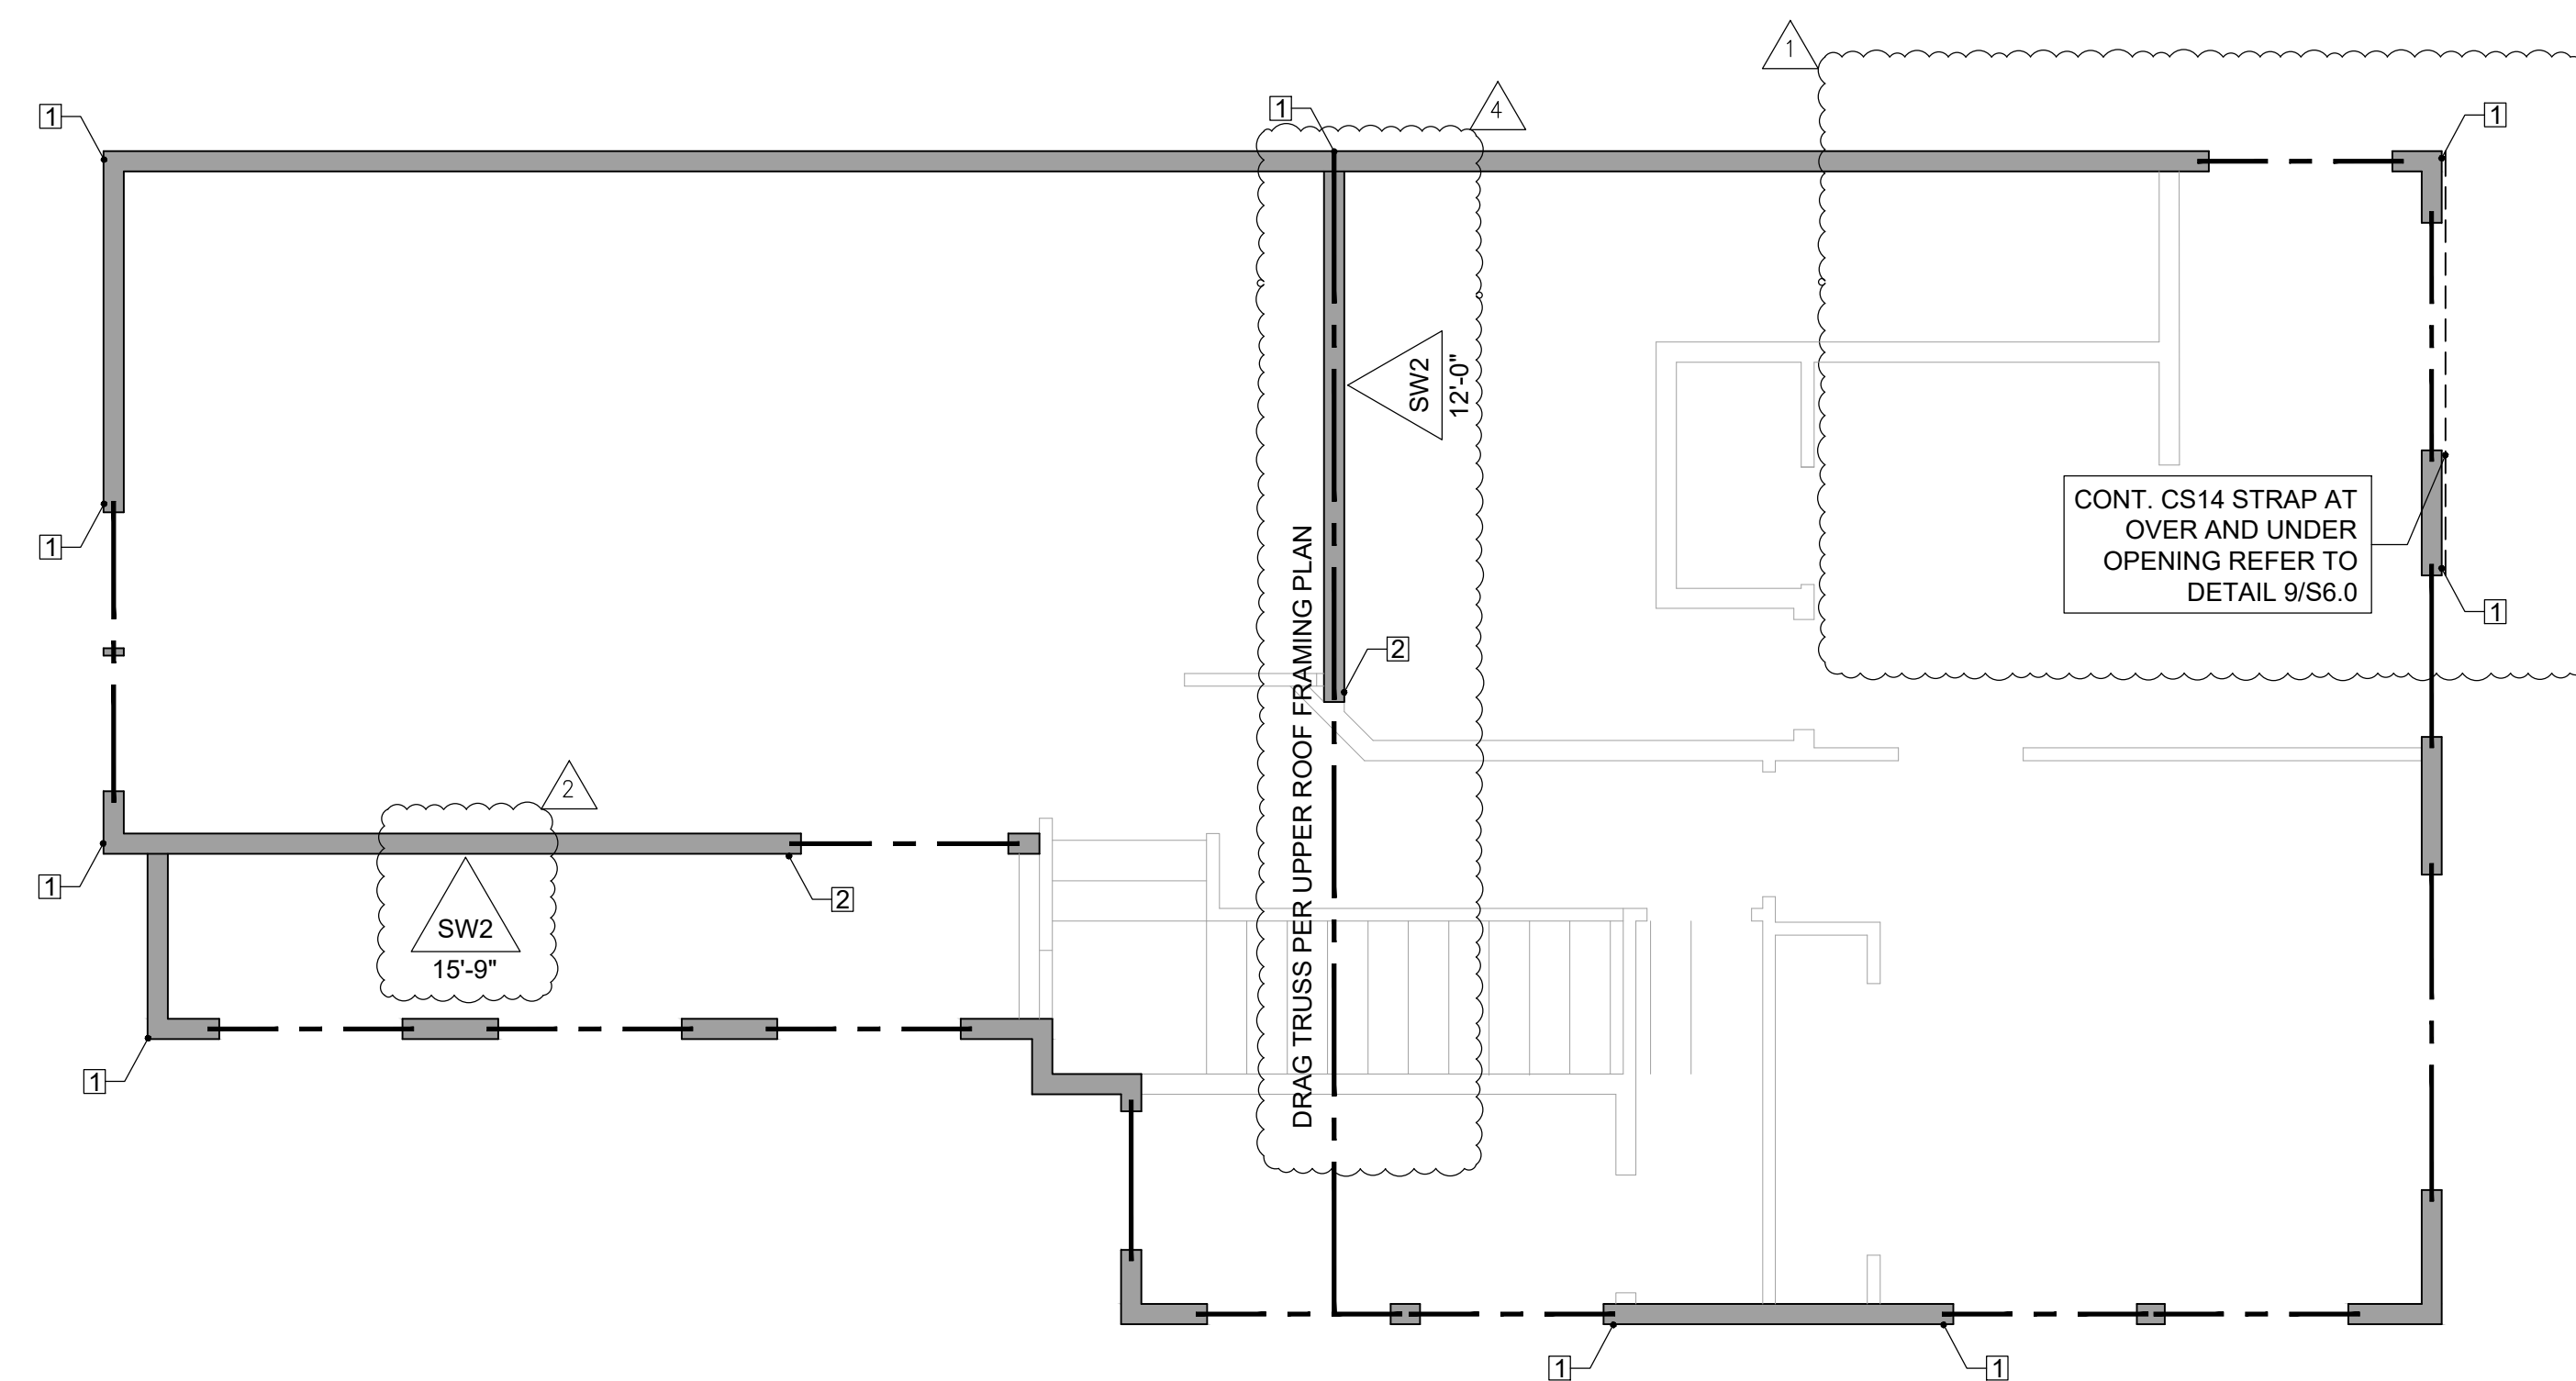 1
1
4
1
1
SW2
12'-0"
CONT. CS14 STRAP AT
OVER AND UNDER
OPENING REFER TO
DETAIL 9/S6.0
1
1
DRAG TRUSS PER UPPER ROOF FRAMING PLAN
2
2
SW2
15'-9"
1
2
1
1
1